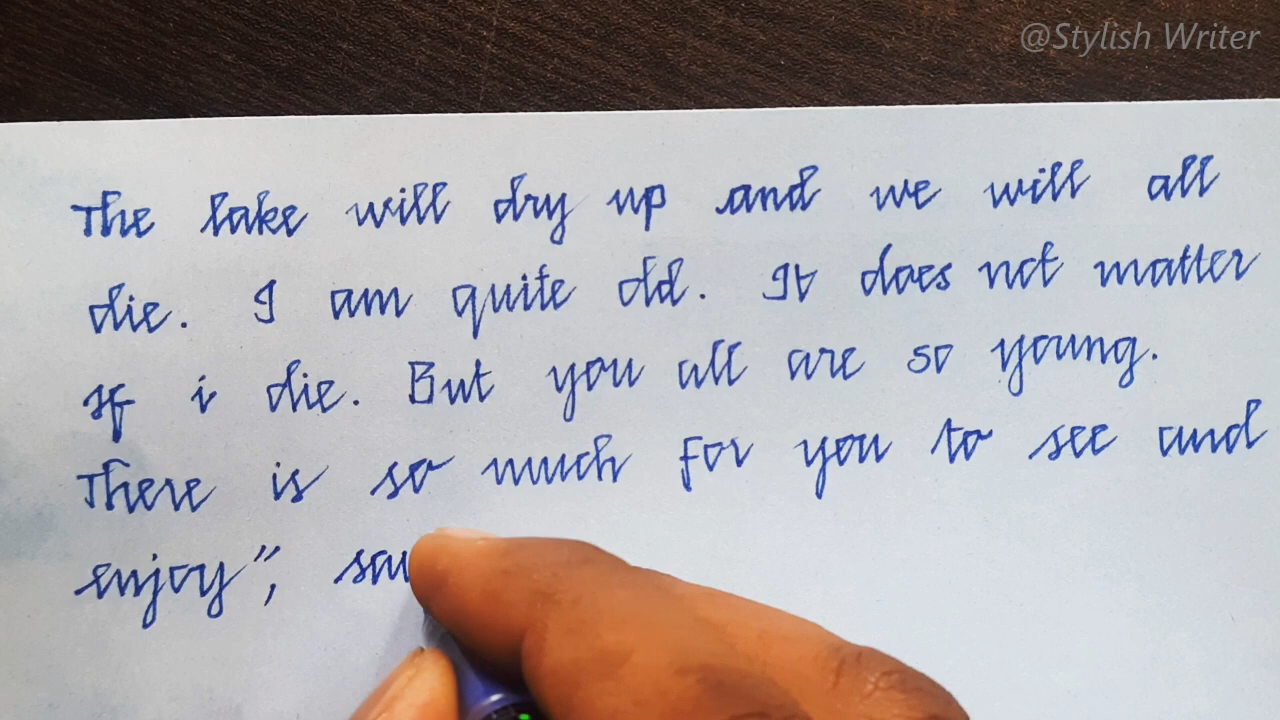 @Stylish Writer
The lake will dry up and we will all
die. I am quite old. It does not matter
If i die. But you all are so young.
There is so much for you to see and
enjoy",